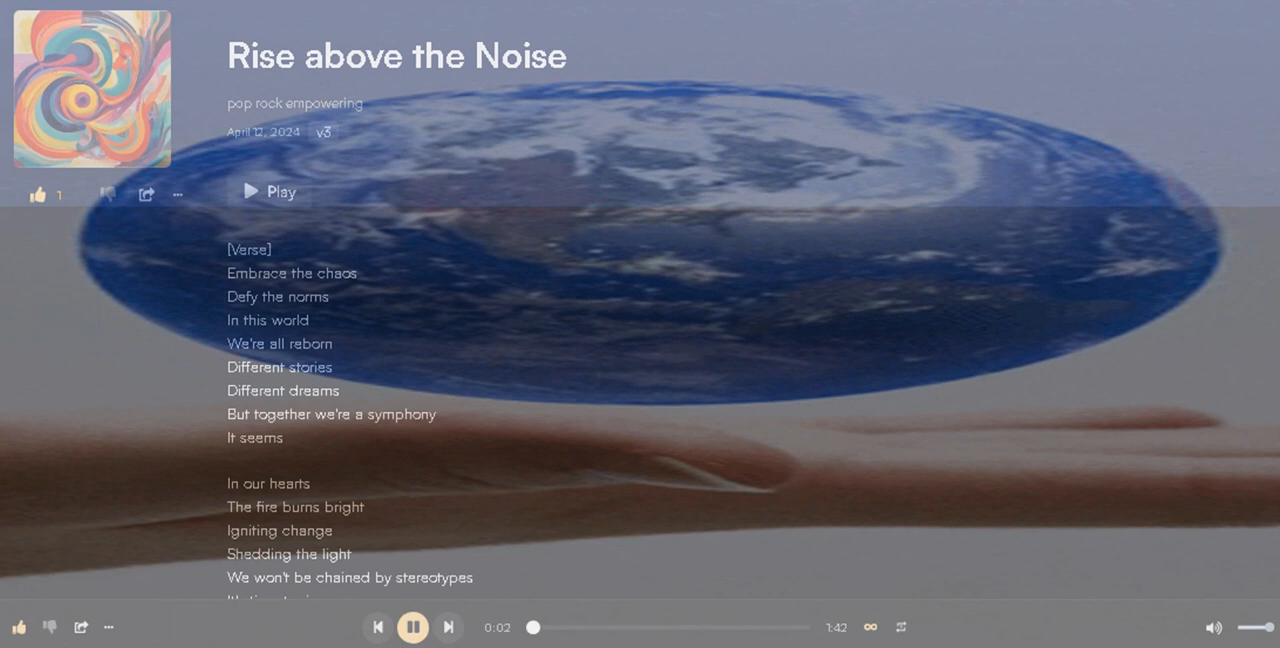 Rise above the Noise
pop rock empowering
April 12, 2024 v3
1
Play
[Verse]
Embrace the chaos
Defy the norms
In this world
We're all reborn
Different stories
Different dreams
But together we're a symphony
It seems
In our hearts
The fire burns bright
Igniting change
Shedding the light
We won't be chained by stereotypes
0:02 1:42